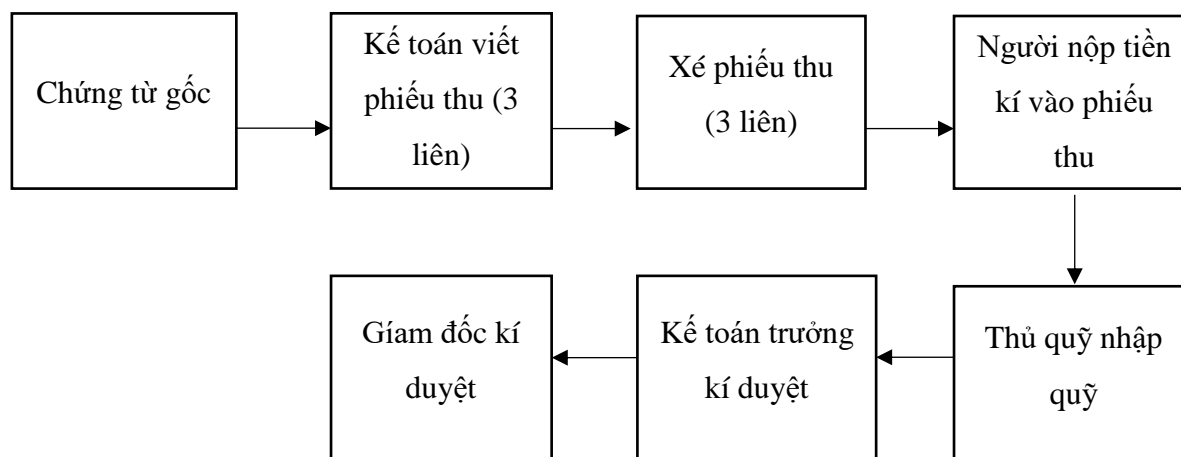 Chứng từ gốc
Kế toán viết
phiếu thu (3
liên)
Xé phiếu thu
(3 liên)
Người nộp tiền
kí vào phiếu
thu
Thủ quỹ nhập
quỹ
Kế toán trưởng
kí duyệt
Gíam đốc kí
duyệt